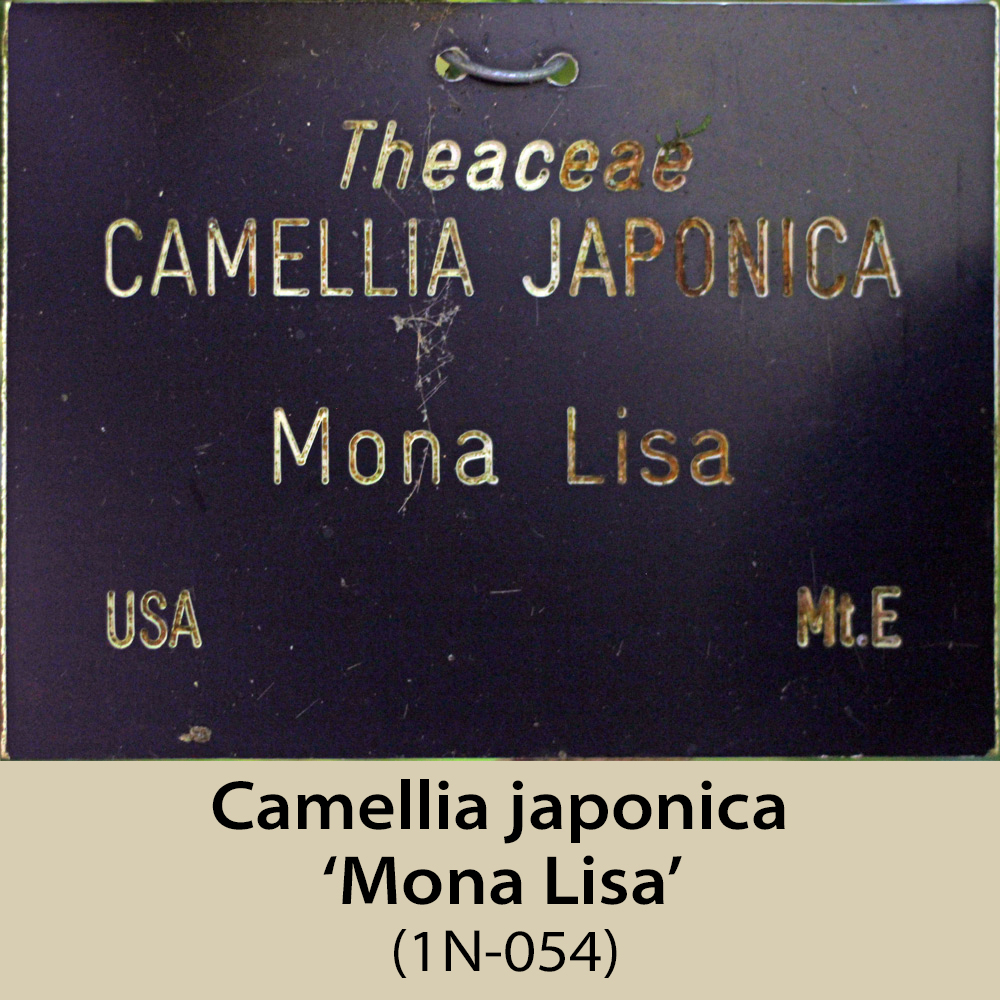 Theaceae
CAMELLIA JAPONICA
Mona Lisa
USA Mt.E
Camellia japonica
‘Mona Lisa’
(1N-054)